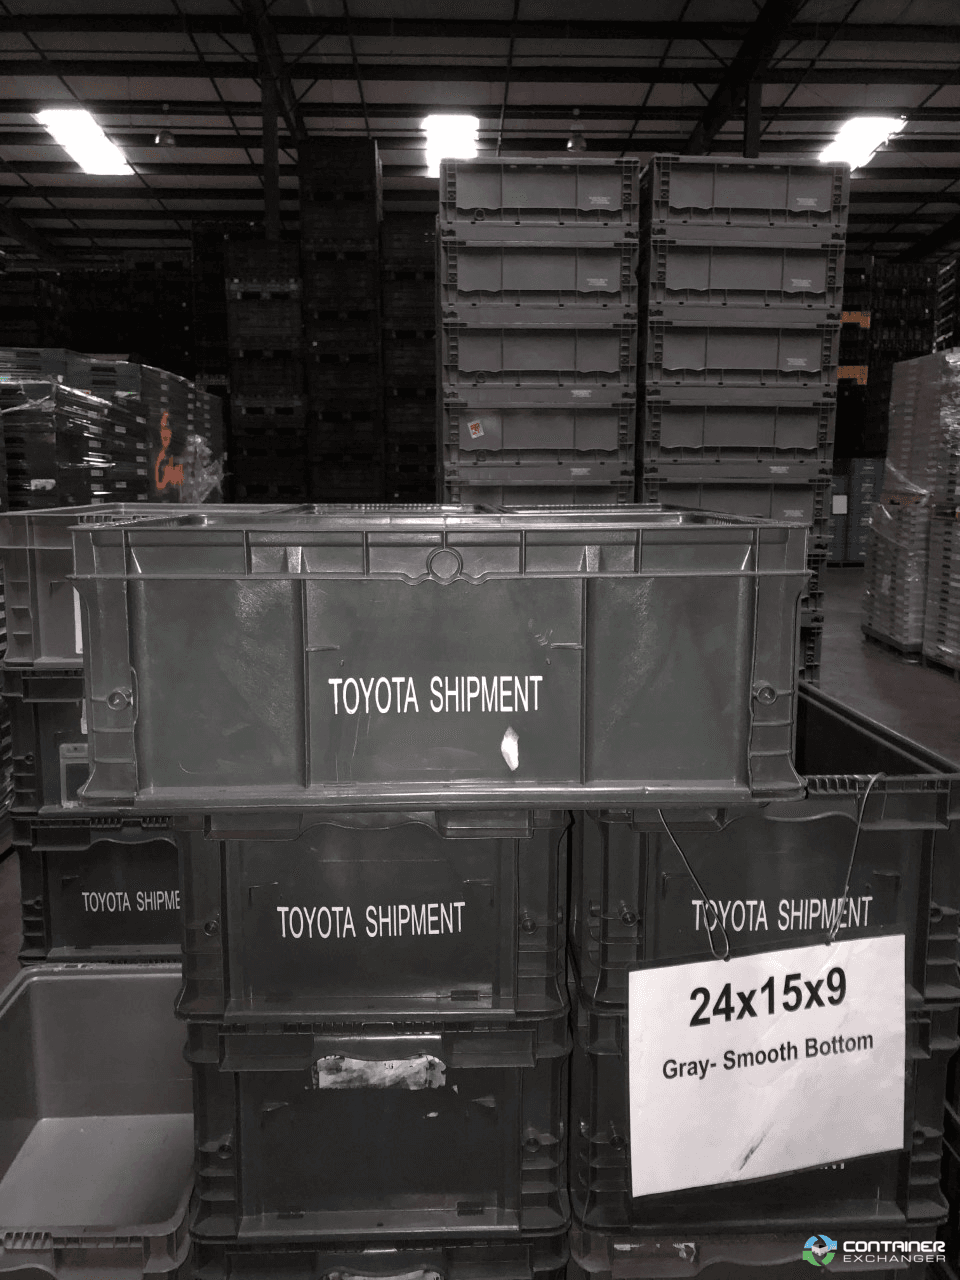 TOYOTA SHIPMENT
TOYOTA SHIPME
TOYOTA SHIPMENT
TOYOTA SHIPMENT
24x15x9
Gray- Smooth Bottom
CONTAINER
EXCHANGER